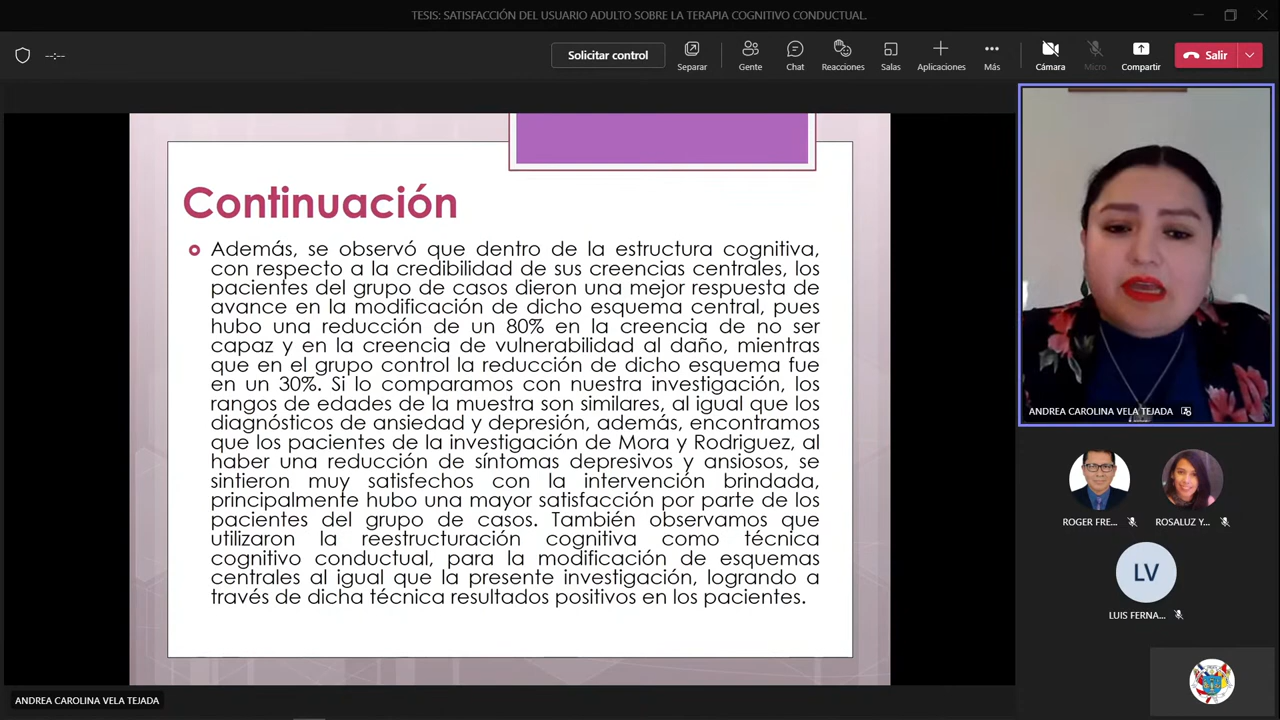 TESIS: SATISFACCIÓN DEL USUARIO ADULTO SOBRE LA TERAPIA COGNITIVO CONDUCTUAL.
--:--
Solicitar control
Separar
Gente
Chat
Reacciones
Salas
Aplicaciones
Más
Cámara
Micro
Compartir
Salir
Continuación
Además, se observó que dentro de la estructura cognitiva,
con respecto a la credibilidad de sus creencias centrales, los
pacientes del grupo de casos dieron una mejor respuesta de
avance en la modificación de dicho esquema central, pues
hubo una reducción de un 80% en la creencia de no ser
capaz y en la creencia de vulnerabilidad al daño, mientras
que en el grupo control la reducción de dicho esquema fue
en un 30%. Si lo comparamos con nuestra investigación, los
rangos de edades de la muestra son similares, al igual que los
diagnósticos de ansiedad y depresión, además, encontramos
que los pacientes de la investigación de Mora y Rodriguez, al
haber una reducción de síntomas depresivos y ansiosos, se
sintieron muy satisfechos con la intervención brindada,
principalmente hubo una mayor satisfacción por parte de los
pacientes del grupo de casos. También observamos que
utilizaron la reestructuración cognitiva como técnica
cognitivo conductual, para la modificación de esquemas
centrales al igual que la presente investigación, logrando a
través de dicha técnica resultados positivos en los pacientes.
ANDREA CAROLINA VELA TEJADA
ROGER FRE...
ROSALUZ Y...
LV
LUIS FERNA...
ANDREA CAROLINA VELA TEJADA